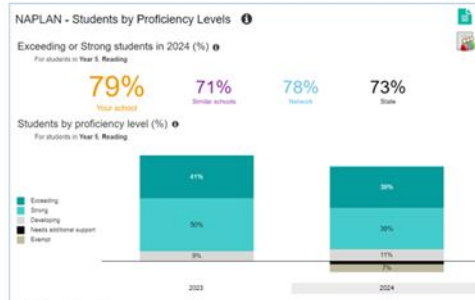 NAPLAN - Students by Proficiency Levels
Exceeding or Strong students in 2024 (%)
For students in Year 5, Reading
79% 71% 78% 73%
Your school Similar schools Network State
Students by proficiency level (%)
For students in Year 5, Reading
41%
50%
9%
39%
11%
7%
Exceeding
Strong
Developing
Needs additional support
Exempt
2023 2024